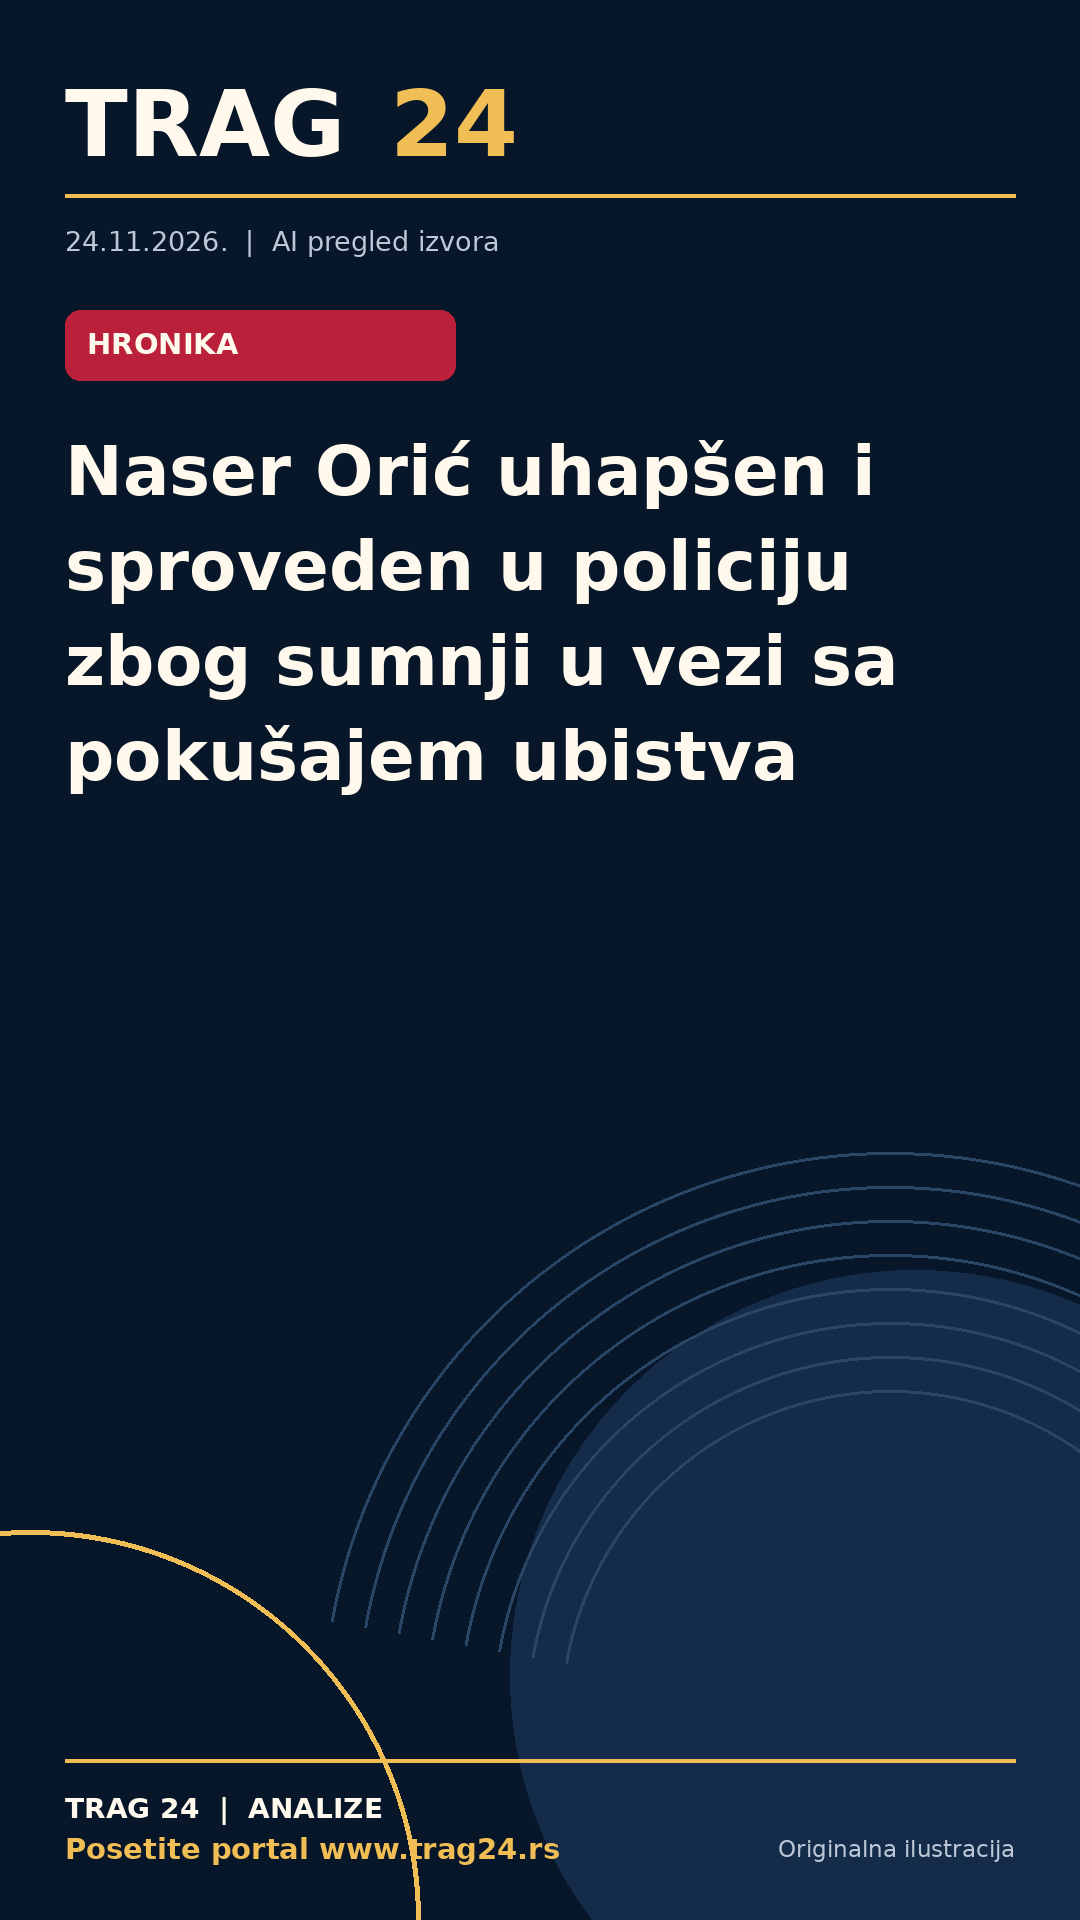 TRAG 24
24.11.2026. | AI pregled izvora
HRONIKA
Naser Orić uhapšen i
sproveden u policiju
zbog sumnji u vezi sa
pokušajem ubistva
TRAG 24 | ANALIZE
Posetite portal www.trag24.rs
Originalna ilustracija